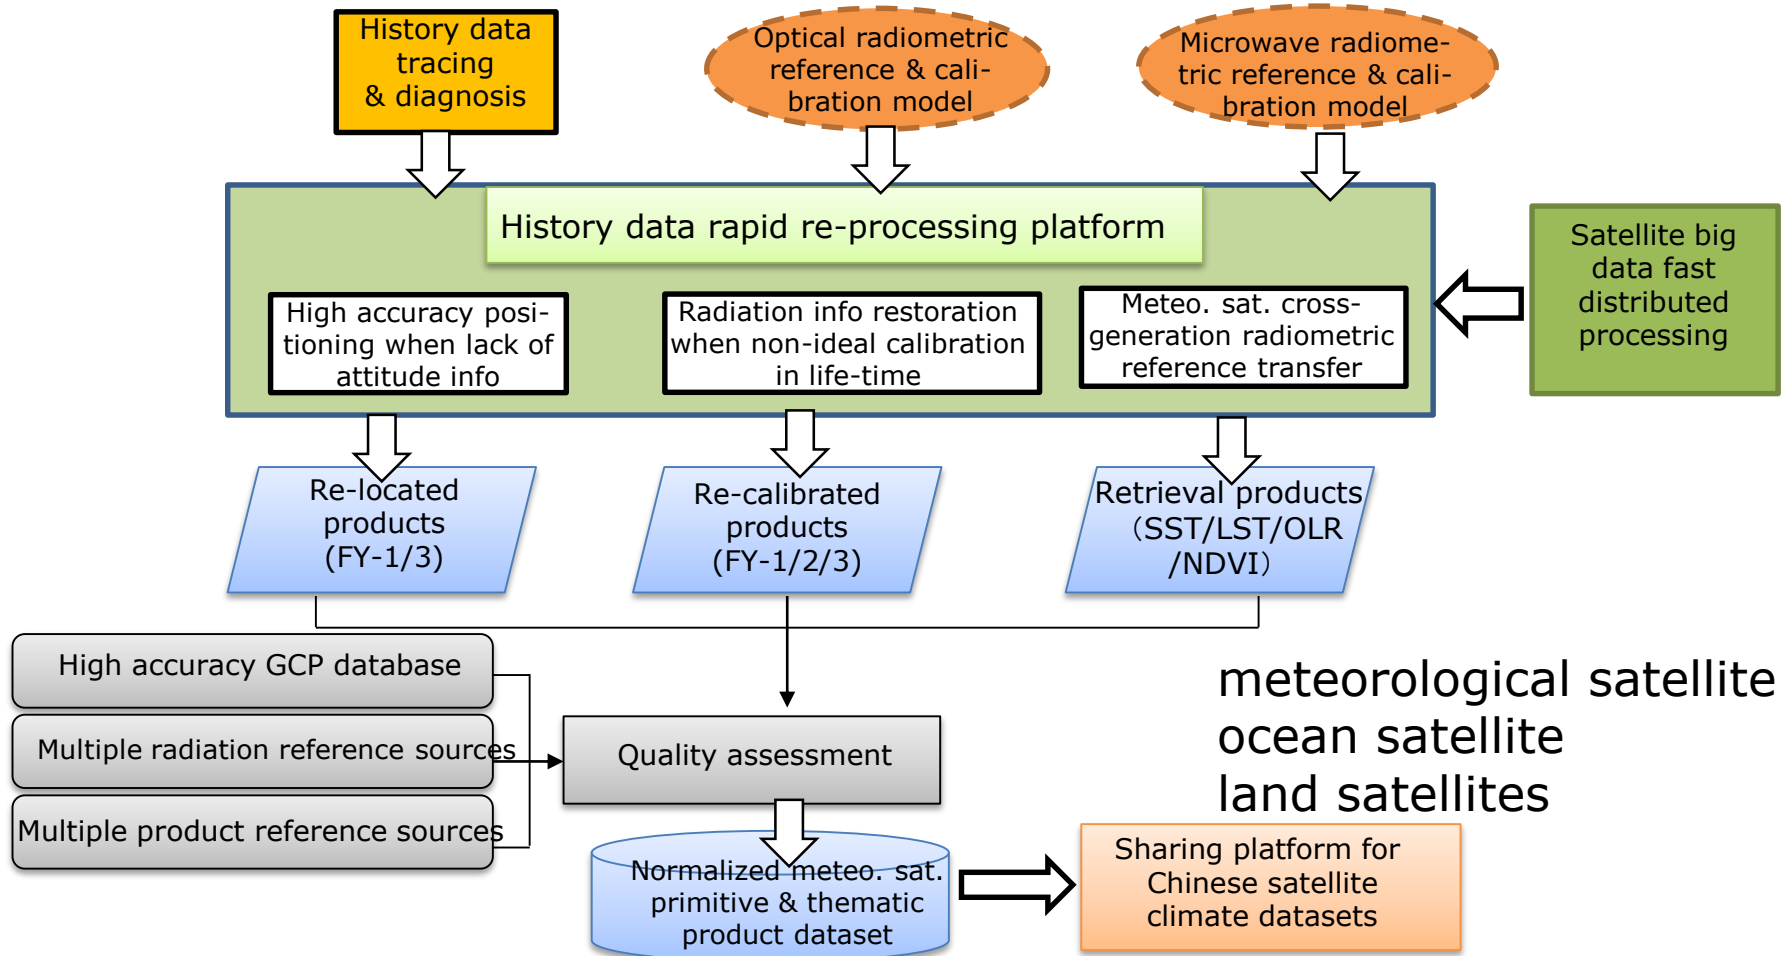 History data
tracing
& diagnosis
Optical radiometric
reference & cali-
bration model
Microwave radiome-
tric reference & cali-
bration model
History data rapid re-processing platform
Satellite big
data fast
distributed
processing
High accuracy posi-
tioning when lack of
attitude info
Radiation info restoration
when non-ideal calibration
in life-time
Meteo. sat. cross-
generation radiometric
reference transfer
Re-located
products
(FY-1/3)
Re-calibrated
products
(FY-1/2/3)
Retrieval products
（SST/LST/OLR
/NDVI）
High accuracy GCP database
Multiple radiation reference sources
Multiple product reference sources
Quality assessment
meteorological satellite
ocean satellite
land satellites
Normalized meteo. sat.
primitive & thematic
product dataset
Sharing platform for
Chinese satellite
climate datasets